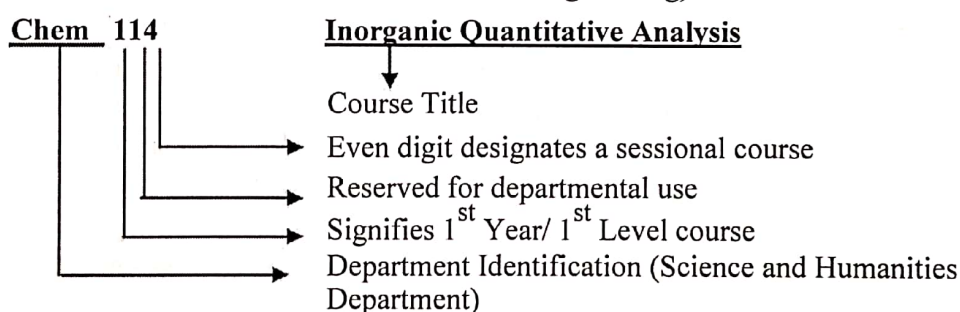 Chem 114 Inorganic Quantitative Analysis
Course Title
Even digit designates a sessional course
Reserved for departmental use
Signifies 1st Year/ 1st Level course
Department Identification (Science and Humanities
Department)